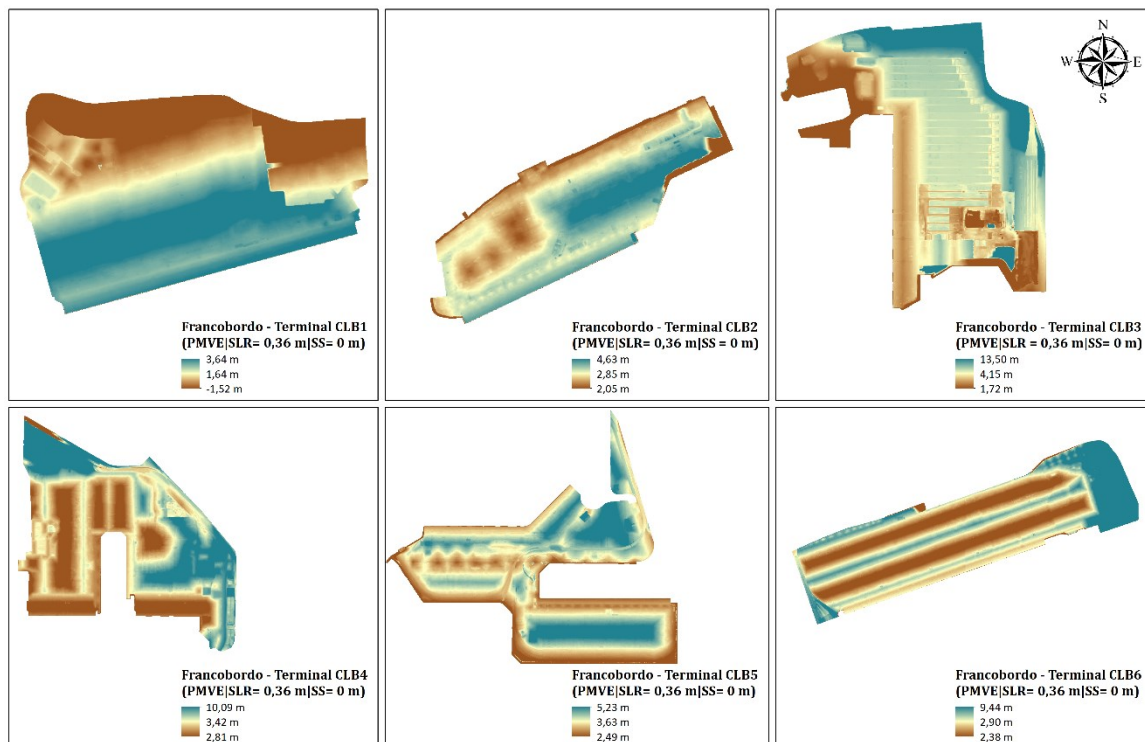 N
W E
S
Francobordo - Terminal CLB1
(PMVE|SLR= 0,36 m|SS= 0 m)
3,64 m
1,64 m
-1,52 m
Francobordo - Terminal CLB2
(PMVE|SLR= 0,36 m|SS= 0 m)
4,63 m
2,85 m
2,05 m
Francobordo - Terminal CLB3
(PMVE|SLR = 0,36 m|SS= 0 m)
13,50 m
4,15 m
1,72 m
Francobordo - Terminal CLB4
(PMVE|SLR= 0,36 m|SS= 0 m)
10,09 m
3,42 m
2,81 m
Francobordo - Terminal CLB5
(PMVE|SLR= 0,36 m|SS= 0 m)
5,23 m
3,63 m
2,49 m
Francobordo - Terminal CLB6
(PMVE|SLR= 0,36 m|SS= 0 m)
9,44 m
2,90 m
2,38 m